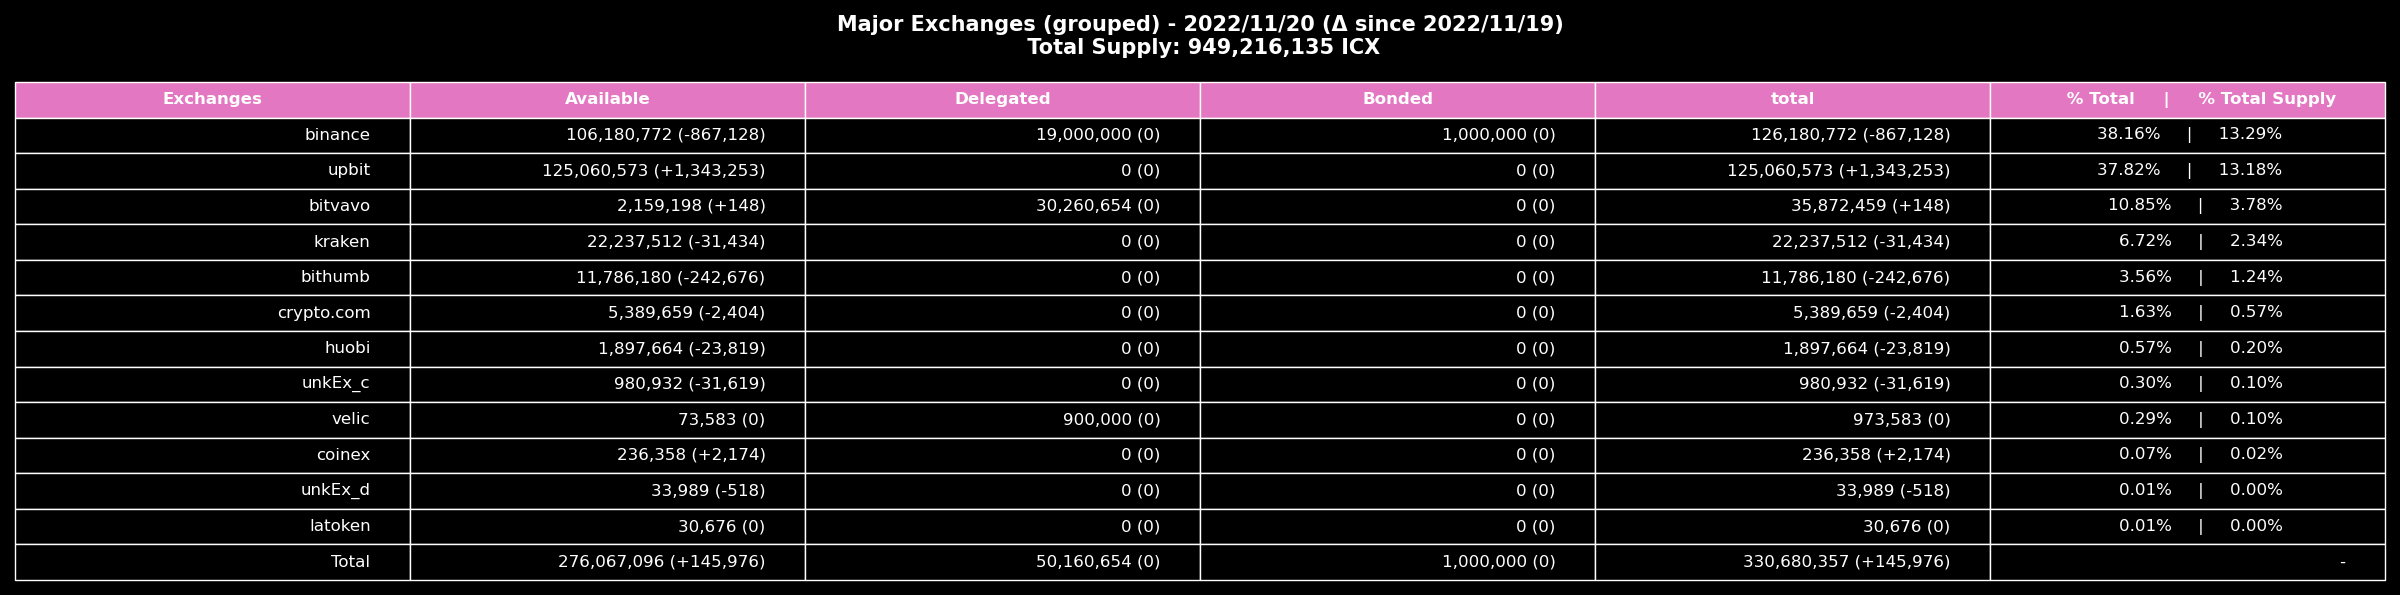 Major Exchanges (grouped) - 2022/11/20 (Δ since 2022/11/19)
Total Supply: 949,216,135 ICX
Exchanges Available Delegated Bonded total % Total | % Total Supply
binance 106,180,772 (-867,128) 19,000,000 (0) 1,000,000 (0) 126,180,772 (-867,128) 38.16% | 13.29%
upbit 125,060,573 (+1,343,253) 0 (0) 0 (0) 125,060,573 (+1,343,253) 37.82% | 13.18%
bitvavo 2,159,198 (+148) 30,260,654 (0) 0 (0) 35,872,459 (+148) 10.85% | 3.78%
kraken 22,237,512 (-31,434) 0 (0) 0 (0) 22,237,512 (-31,434) 6.72% | 2.34%
bithumb 11,786,180 (-242,676) 0 (0) 0 (0) 11,786,180 (-242,676) 3.56% | 1.24%
crypto.com 5,389,659 (-2,404) 0 (0) 0 (0) 5,389,659 (-2,404) 1.63% | 0.57%
huobi 1,897,664 (-23,819) 0 (0) 0 (0) 1,897,664 (-23,819) 0.57% | 0.20%
unkEx_c 980,932 (-31,619) 0 (0) 0 (0) 980,932 (-31,619) 0.30% | 0.10%
velic 73,583 (0) 900,000 (0) 0 (0) 973,583 (0) 0.29% | 0.10%
coinex 236,358 (+2,174) 0 (0) 0 (0) 236,358 (+2,174) 0.07% | 0.02%
unkEx_d 33,989 (-518) 0 (0) 0 (0) 33,989 (-518) 0.01% | 0.00%
latoken 30,676 (0) 0 (0) 0 (0) 30,676 (0) 0.01% | 0.00%
Total 276,067,096 (+145,976) 50,160,654 (0) 1,000,000 (0) 330,680,357 (+145,976) -